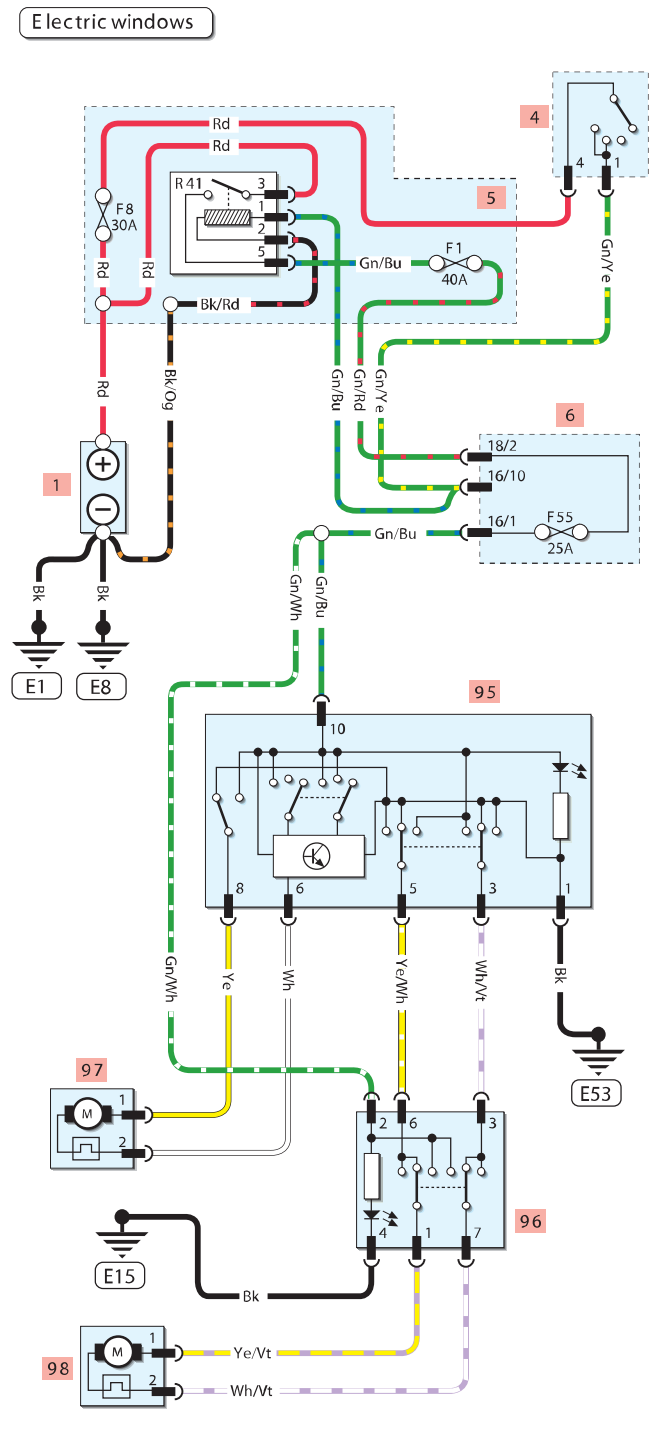 Electric windows
4
Rd
Rd
R41
3
1
2
5
F8
30A
5
4
1
Rd
Rd
Gn/Bu
F1
40A
Gn/Ye
Bk/Rd
Rd
Bk/Og
Gn/Bu
Gn/Rd
Gn/Ye
6
1
+
−
18/2
16/10
16/1
F55
25A
Gn/Bu
Bk
Bk
Gn/Wh
Gn/Bu
E1
E8
95
10
8
6
5
3
1
Gn/Wh
Ye
Wh
Ye/Wh
Wh/Vt
Bk
E53
97
1
M
2
2
6
3
96
4
1
7
E15
Bk
98
1
M
2
Ye/Vt
Wh/Vt